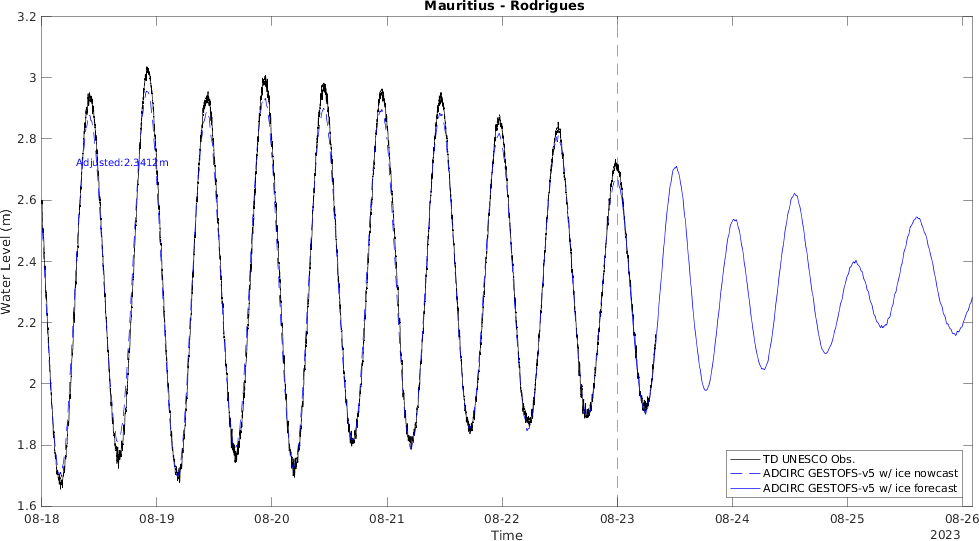 Mauritius - Rodrigues
3.2
3
2.8
2.6
2.4
2.2
2
1.8
1.6
Water Level (m)
Adjusted:2.3412m
TD UNESCO Obs.
ADCIRC GESTOFS-v5 w/ ice nowcast
ADCIRC GESTOFS-v5 w/ ice forecast
08-18 08-19 08-20 08-21 08-22 08-23 08-24 08-25 08-26
Time
2023